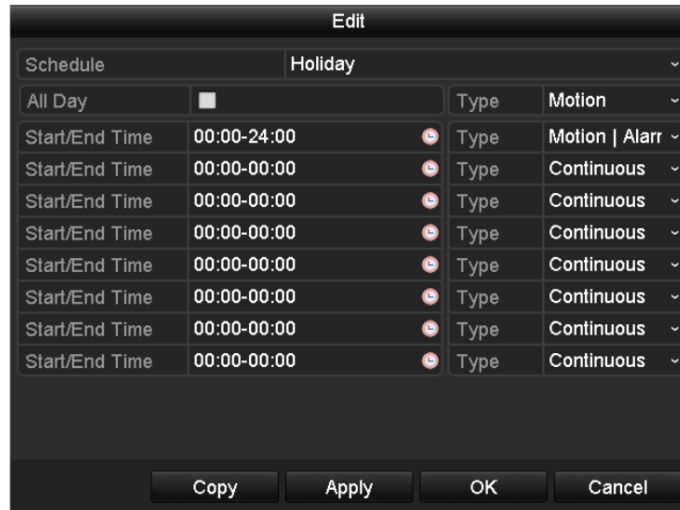 Edit
Schedule Holiday
All Day Type Motion
Start/End Time 00:00-24:00 Type Motion | Alarr
Start/End Time 00:00-00:00 Type Continuous
Start/End Time 00:00-00:00 Type Continuous
Start/End Time 00:00-00:00 Type Continuous
Start/End Time 00:00-00:00 Type Continuous
Start/End Time 00:00-00:00 Type Continuous
Start/End Time 00:00-00:00 Type Continuous
Start/End Time 00:00-00:00 Type Continuous
Copy Apply OK Cancel